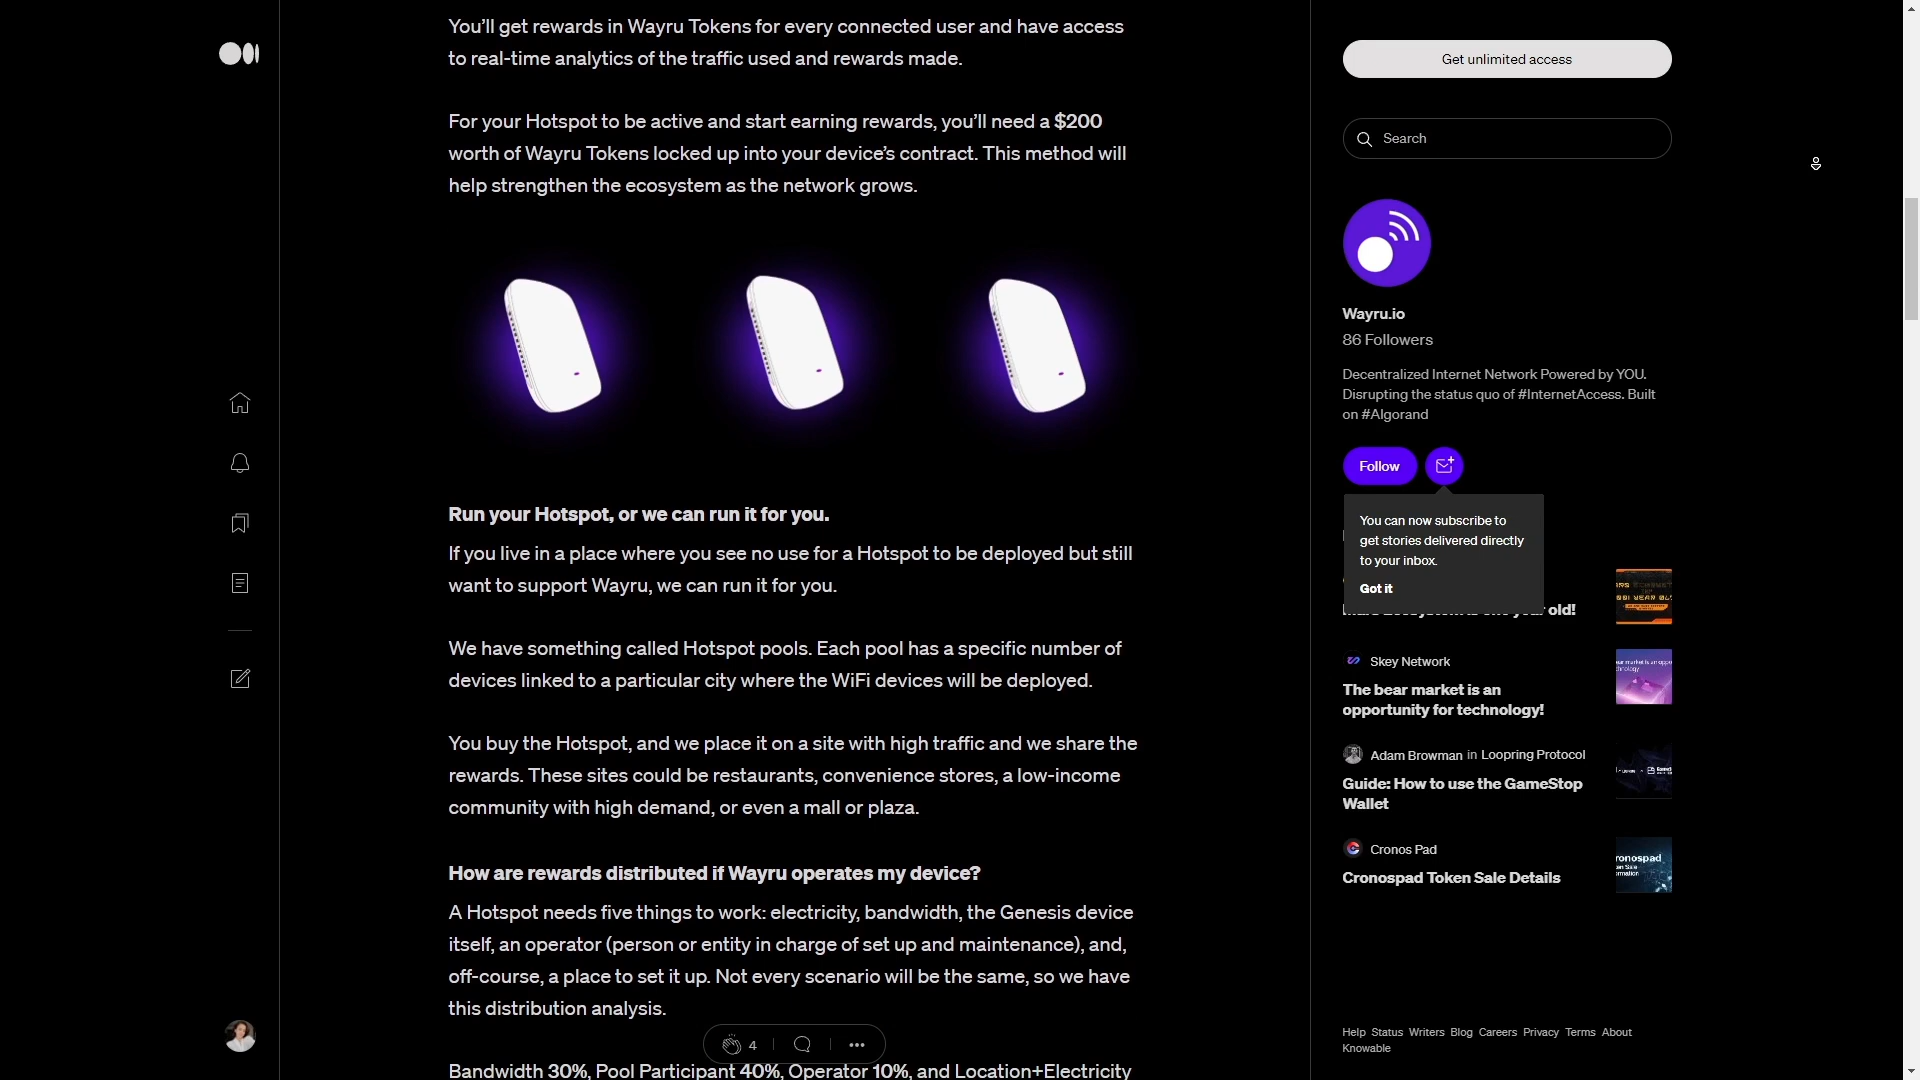 You'll get rewards in Wayru Tokens for every connected user and have access
to real-time analytics of the traffic used and rewards made.
For your Hotspot to be active and start earning rewards, you'll need a $200
worth of Wayru Tokens locked up into your device's contract. This method will
help strengthen the ecosystem as the network grows.
Run your Hotspot, or we can run it for you.
If you live in a place where you see no use for a Hotspot to be deployed but still
want to support Wayru, we can run it for you.
We have something called Hotspot pools. Each pool has a specific number of
devices linked to a particular city where the WiFi devices will be deployed.
You buy the Hotspot, and we place it on a site with high traffic and we share the
rewards. These sites could be restaurants, convenience stores, a low-income
community with high demand, or even a mall or plaza.
How are rewards distributed if Wayru operates my device?
A Hotspot needs five things to work: electricity, bandwidth, the Genesis device
itself, an operator (person or entity in charge of set up and maintenance), and,
off-course, a place to set it up. Not every scenario will be the same, so we have
this distribution analysis.
4
Bandwidth 30%, Pool Participant 40%, Operator 10%, and Location+Electricity
Get unlimited access
Search
Wayru.io
86 Followers
Decentralized Internet Network Powered by YOU.
Disrupting the status quo of #InternetAccess. Built
on #Algorand
Follow
You can now subscribe to
get stories delivered directly
to your inbox.
Got it
old!
Skey Network
The bear market is an
opportunity for technology!
Adam Browman in Loopring Protocol
Guide: How to use the GameStop
Wallet
Cronos Pad
Cronospad Token Sale Details
ronospad
Help Status Writers Blog Careers Privacy Terms About
Knowable